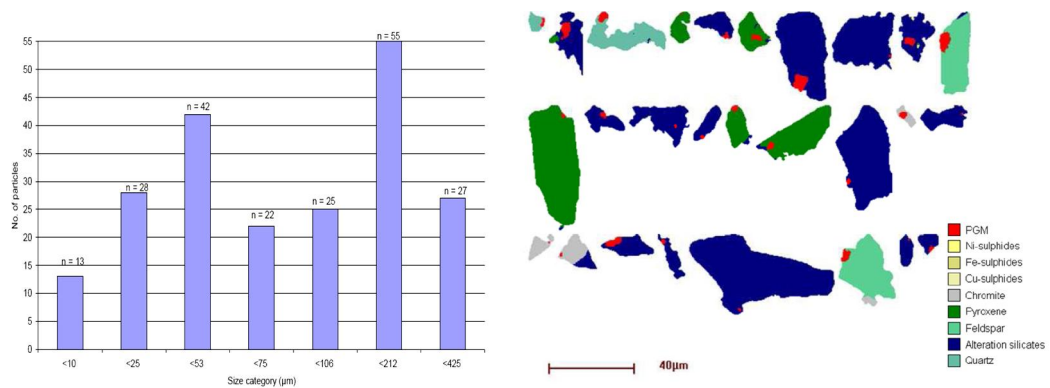 No. of particles
55
50
45
40
35
30
25
20
15
10
5
0
n = 13
n = 28
n = 42
n = 22
n = 25
n = 55
n = 27
<10
<25
<53
<75
<106
<212
<425
Size category (µm)
40µm
PGM
Ni-sulphides
Fe-sulphides
Cu-sulphides
Chromite
Pyroxene
Feldspar
Alteration silicates
Quartz